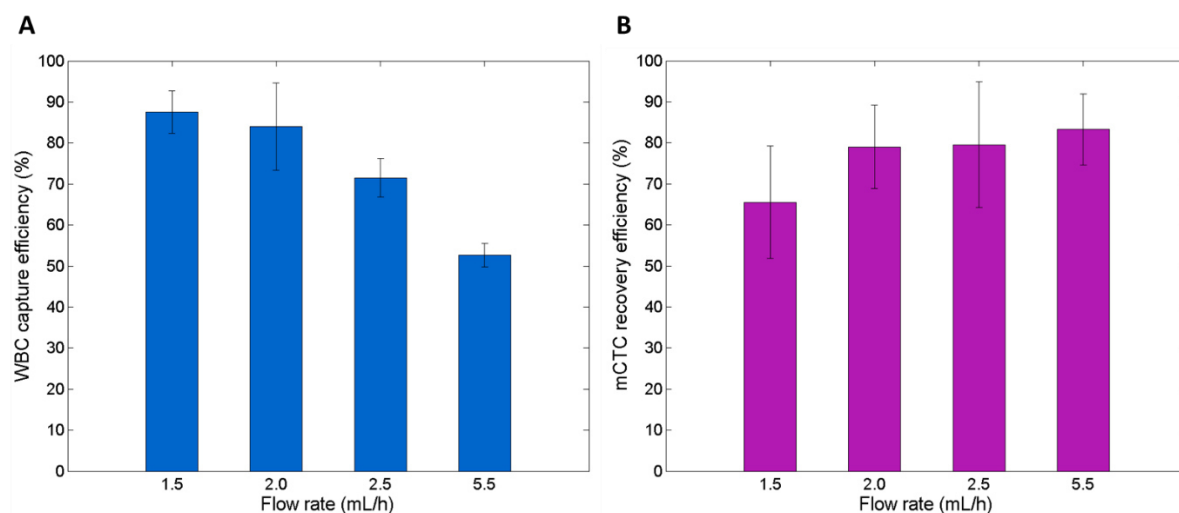 A
WBC capture efficiency (%)
100
90
80
70
60
50
40
30
20
10
0
1.5 2.0 2.5 5.5
Flow rate (mL/h)
B
mCTC recovery efficiency (%)
100
90
80
70
60
50
40
30
20
10
0
1.5 2.0 2.5 5.5
Flow rate (mL/h)